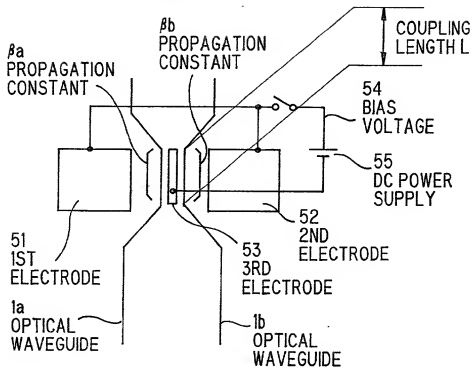 βa
PROPAGATION
CONSTANT
βb
PROPAGATION
CONSTANT
COUPLING
LENGTH L
54
BIAS
VOLTAGE
55
DC POWER
SUPPLY
51
1ST
ELECTRODE
53
3RD
ELECTRODE
52
2ND
ELECTRODE
1a
OPTICAL
WAVEGUIDE
1b
OPTICAL
WAVEGUIDE